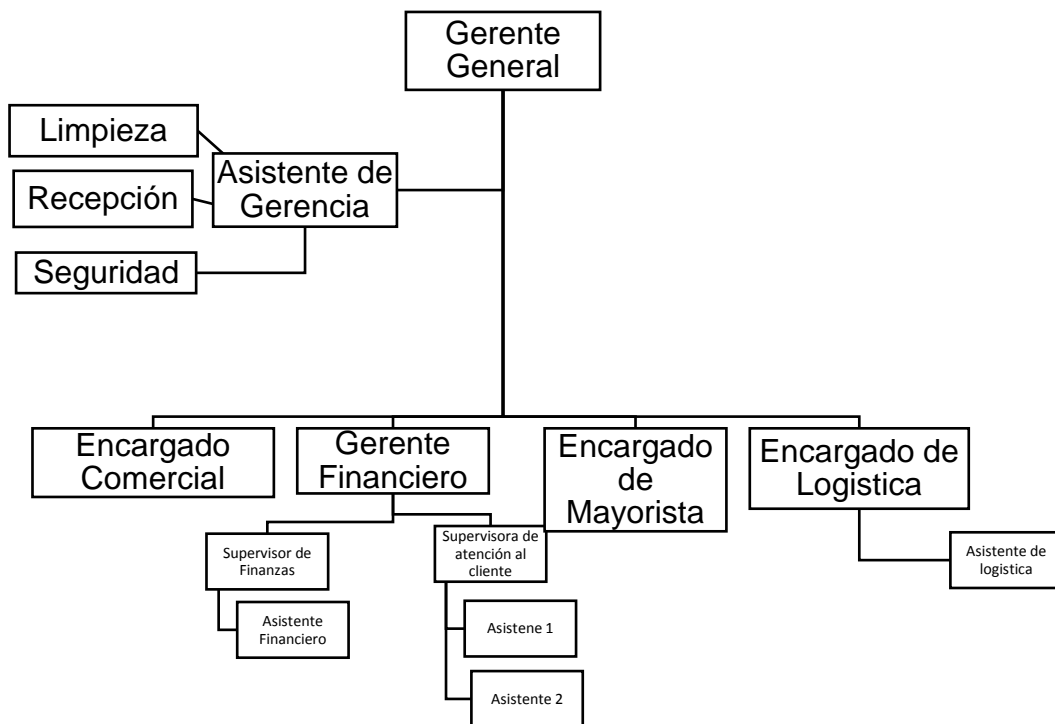 Gerente
General
Limpieza
Asistente de
Gerencia
Recepción
Seguridad
Encargado
Comercial
Gerente
Financiero
Encargado
de
Mayorista
Encargado de
Logistica
Supervisor de
Finanzas
Supervisora de
atención al
cliente
Asistente de
logistica
Asistente
Financiero
Asistene 1
Asistente 2